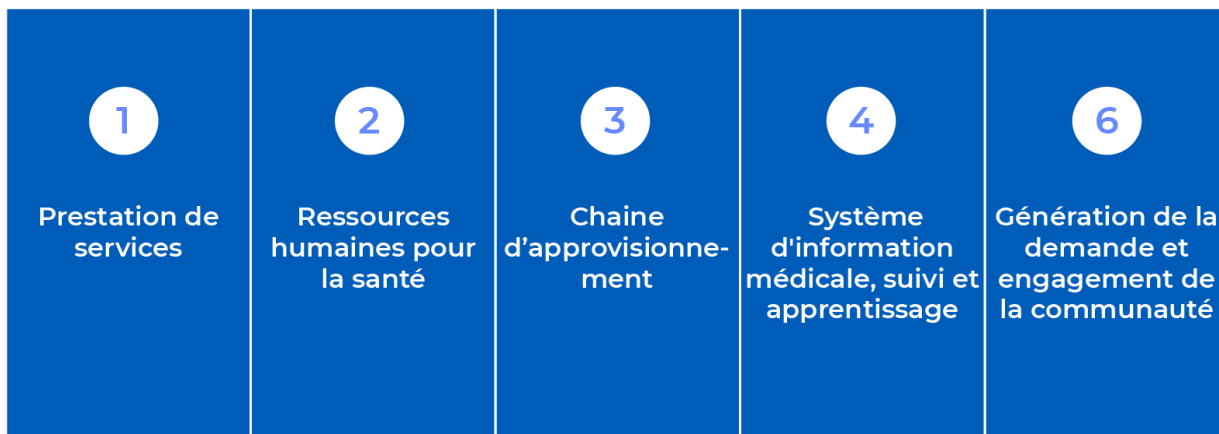 1
Prestation de
services
2
Ressources
humaines pour
la santé
3
Chaine
d’approvisionne-
ment
4
Système
d'information
médicale, suivi et
apprentissage
6
Génération de la
demande et
engagement de
la communauté